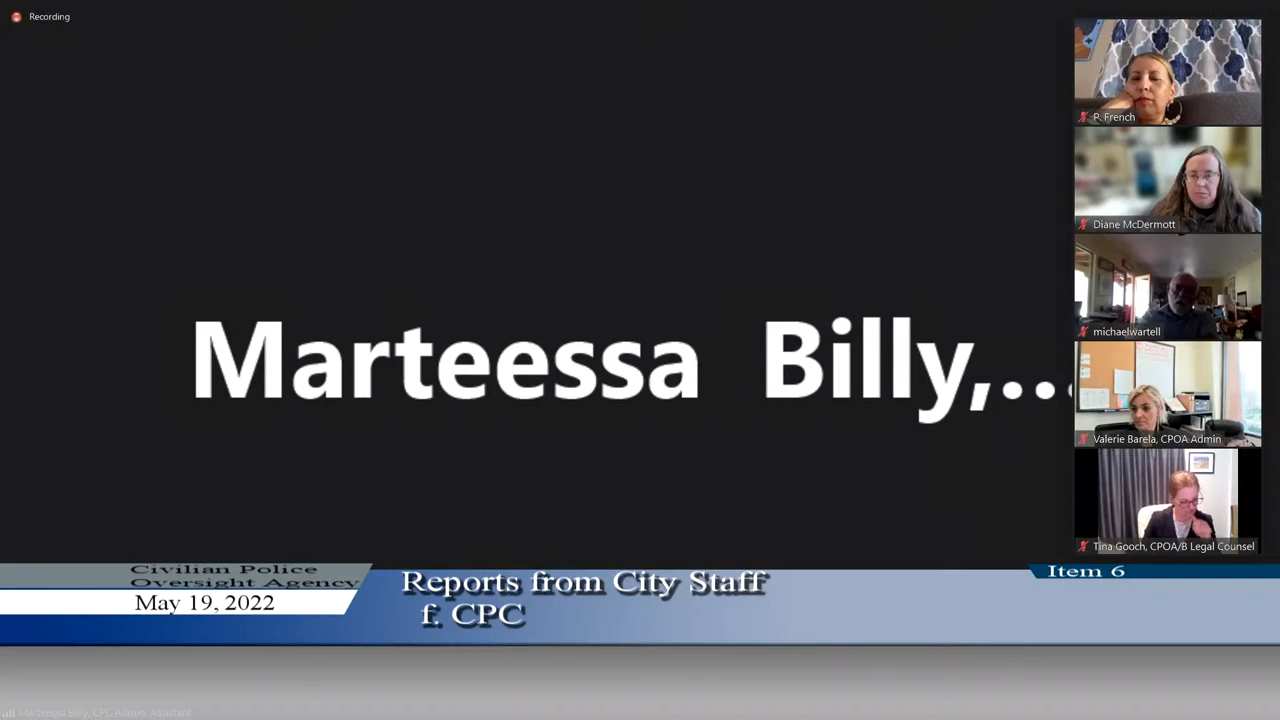 Recording
P. French
Diane McDermott
michaelwartell
Marteessa Billy,...
Valerie Barela, CPOA Admin
Tina Gooch, CPOA/B Legal Counsel
Civilian Police
Oversight Agency
May 19, 2022
Reports from City Staff
f. CPC
Item 6
Marteessa Billy, CPC Admin. Assistant